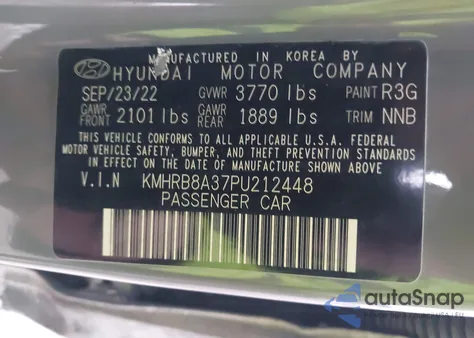 MANUFACTURED IN KOREA BY
HYUNDAI MOTOR COMPANY
SEP/23/22 GVWR 3770 lbs PAINT R3G
GAWR FRONT 2101 lbs GAWR REAR 1889 lbs TRIM NNB
THIS VEHICLE CONFORMS TO ALL APPLICABLE U.S.A. FEDERAL
MOTOR VEHICLE SAFETY, BUMPER, AND THEFT PREVENTION STANDARDS
IN EFFECT ON THE DATE OF MANUFACTURE SHOWN ABOVE.
V.I.N KMHRB8A37PU212448
PASSENGER CAR
autoSnap